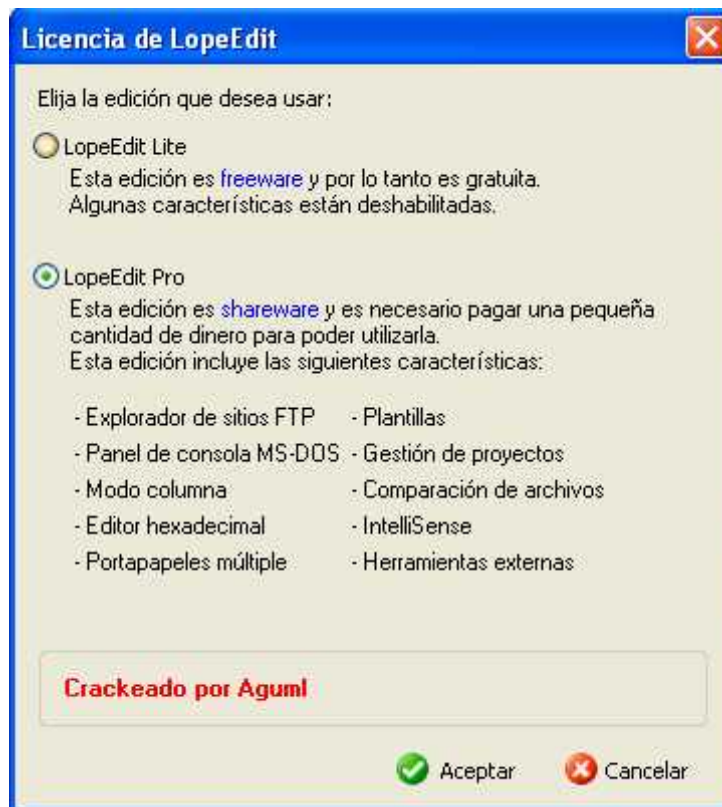 Licencia de LopeEdit
Elija la edición que desea usar:
LopeEdit Lite
Esta edición es freeware y por lo tanto es gratuita.
Algunas características están deshabilitadas.
LopeEdit Pro
Esta edición es shareware y es necesario pagar una pequeña
cantidad de dinero para poder utilizarla.
Esta edición incluye las siguientes características:
- Explorador de sitios FTP - Plantillas
- Panel de consola MS-DOS - Gestión de proyectos
- Modo columna - Comparación de archivos
- Editor hexadecimal - IntelliSense
- Portapapeles múltiple - Herramientas externas
Crackeado por Aguml
Aceptar Cancelar